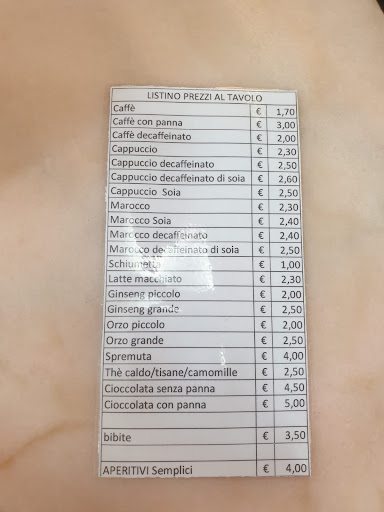 LISTINO PREZZI AL TAVOLO
Caffè € 1,70
Caffè con panna € 3,00
Caffè decaffeinato € 2,00
Cappuccio € 2,30
Cappuccio decaffeinato € 2,50
Cappuccio decaffeinato di soia € 2,60
Cappuccio Soia € 2,50
Marocco € 2,30
Marocco Soia € 2,40
Marocco decaffeinato € 2,40
Marocco decaffeinato di soia € 2,50
Schiumetta € 1,00
Latte macchiato € 2,30
Ginseng piccolo € 2,00
Ginseng grande € 2,50
Orzo piccolo € 2,00
Orzo grande € 2,50
Spremuta € 4,00
Thè caldo/tisane/camomille € 2,50
Cioccolata senza panna € 4,50
Cioccolata con panna € 5,00
bibite € 3,50
APERITIVI Semplici € 4,00